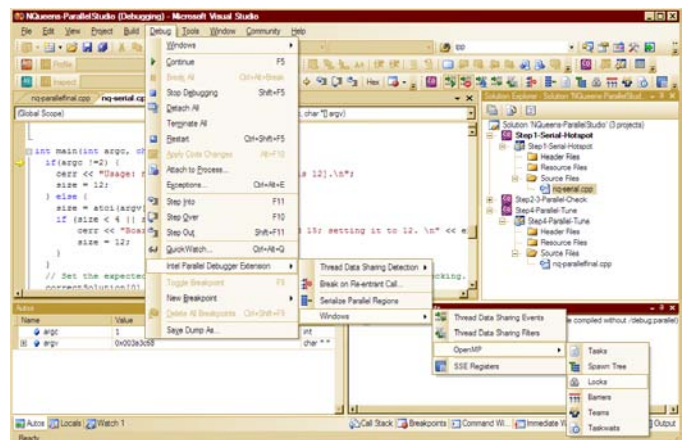 NQueens-ParallelStudio (Debugging) - Microsoft Visual Studio
File Edit View Project Build Debug Tools Window Community Help
Profile
Inspect
Hex
nq-parallelfinal.cpp nq-serial.cpp
(Global Scope)
char *[] argv)
int main(int argc, ch
if(argc !=2) {
cerr << "Usage:
s 12].\n";
size = 12;
} else {
size = atoi(argv[
if (size < 4 ||
cerr << "Boar
15; setting it to 12. \n" << e
size = 12;
}
}
// Set the expected
cking.
correctSolution[0]
Windows
Continue F5
Break All Ctrl+Alt+Break
Stop Debugging Shift+F5
Detach All
Terminate All
Restart Ctrl+Shift+F5
Apply Code Changes Alt+F10
Attach to Process...
Exceptions... Ctrl+Alt+E
Step Into F11
Step Over F10
Step Out Shift+F11
QuickWatch... Ctrl+Alt+Q
Intel Parallel Debugger Extension
Toggle Breakpoint F9
New Breakpoint
Delete All Breakpoints Ctrl+Shift+F9
Save Dump As...
Thread Data Sharing Detection
Break on Re-entrant Call...
Serialize Parallel Regions
Windows
Thread Data Sharing Events
Thread Data Sharing Filters
OpenMP
SSE Registers
Tasks
Spawn Tree
Locks
Barriers
Teams
Taskwaits
Solution Explorer - Solution 'NQueens-ParallelStud...
Solution 'NQueens-ParallelStudio' (3 projects)
Step1-Serial-Hotspot
Step1-Serial-Hotspot
Header Files
Resource Files
Source Files
nq-serial.cpp
Step2-3-Parallel-Check
Step4-Parallel-Tune
Step4-Parallel-Tune
Header Files
Resource Files
Source Files
nq-parallelfinal.cpp
Autos
Name Value
argc 1 int
argv 0x003a3c58 char **
e compiled without /debug:parallel)
Autos Locals Watch 1
Call Stack Breakpoints Command Wi... Immediate W
Output
Ready